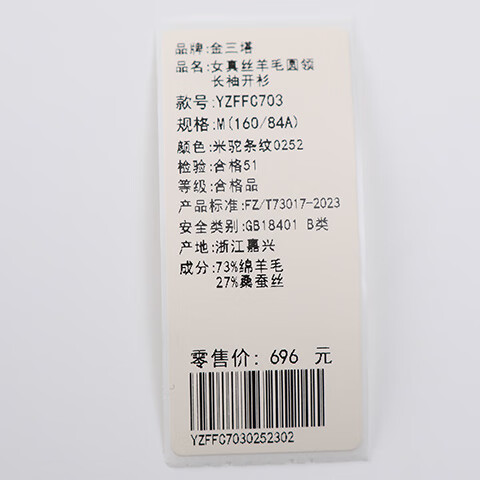 品牌:金三塔
品名:女真丝羊毛圆领
长袖开衫
款号:YZFFC703
规格:M(160/84A)
颜色:米驼条纹0252
检验:合格51
等级:合格品
产品标准:FZ/T73017-2023
安全类别:GB18401 B类
产地:浙江嘉兴
成分:73%绵羊毛
27%桑蚕丝
零售价: 696 元
YZFFC7030252302